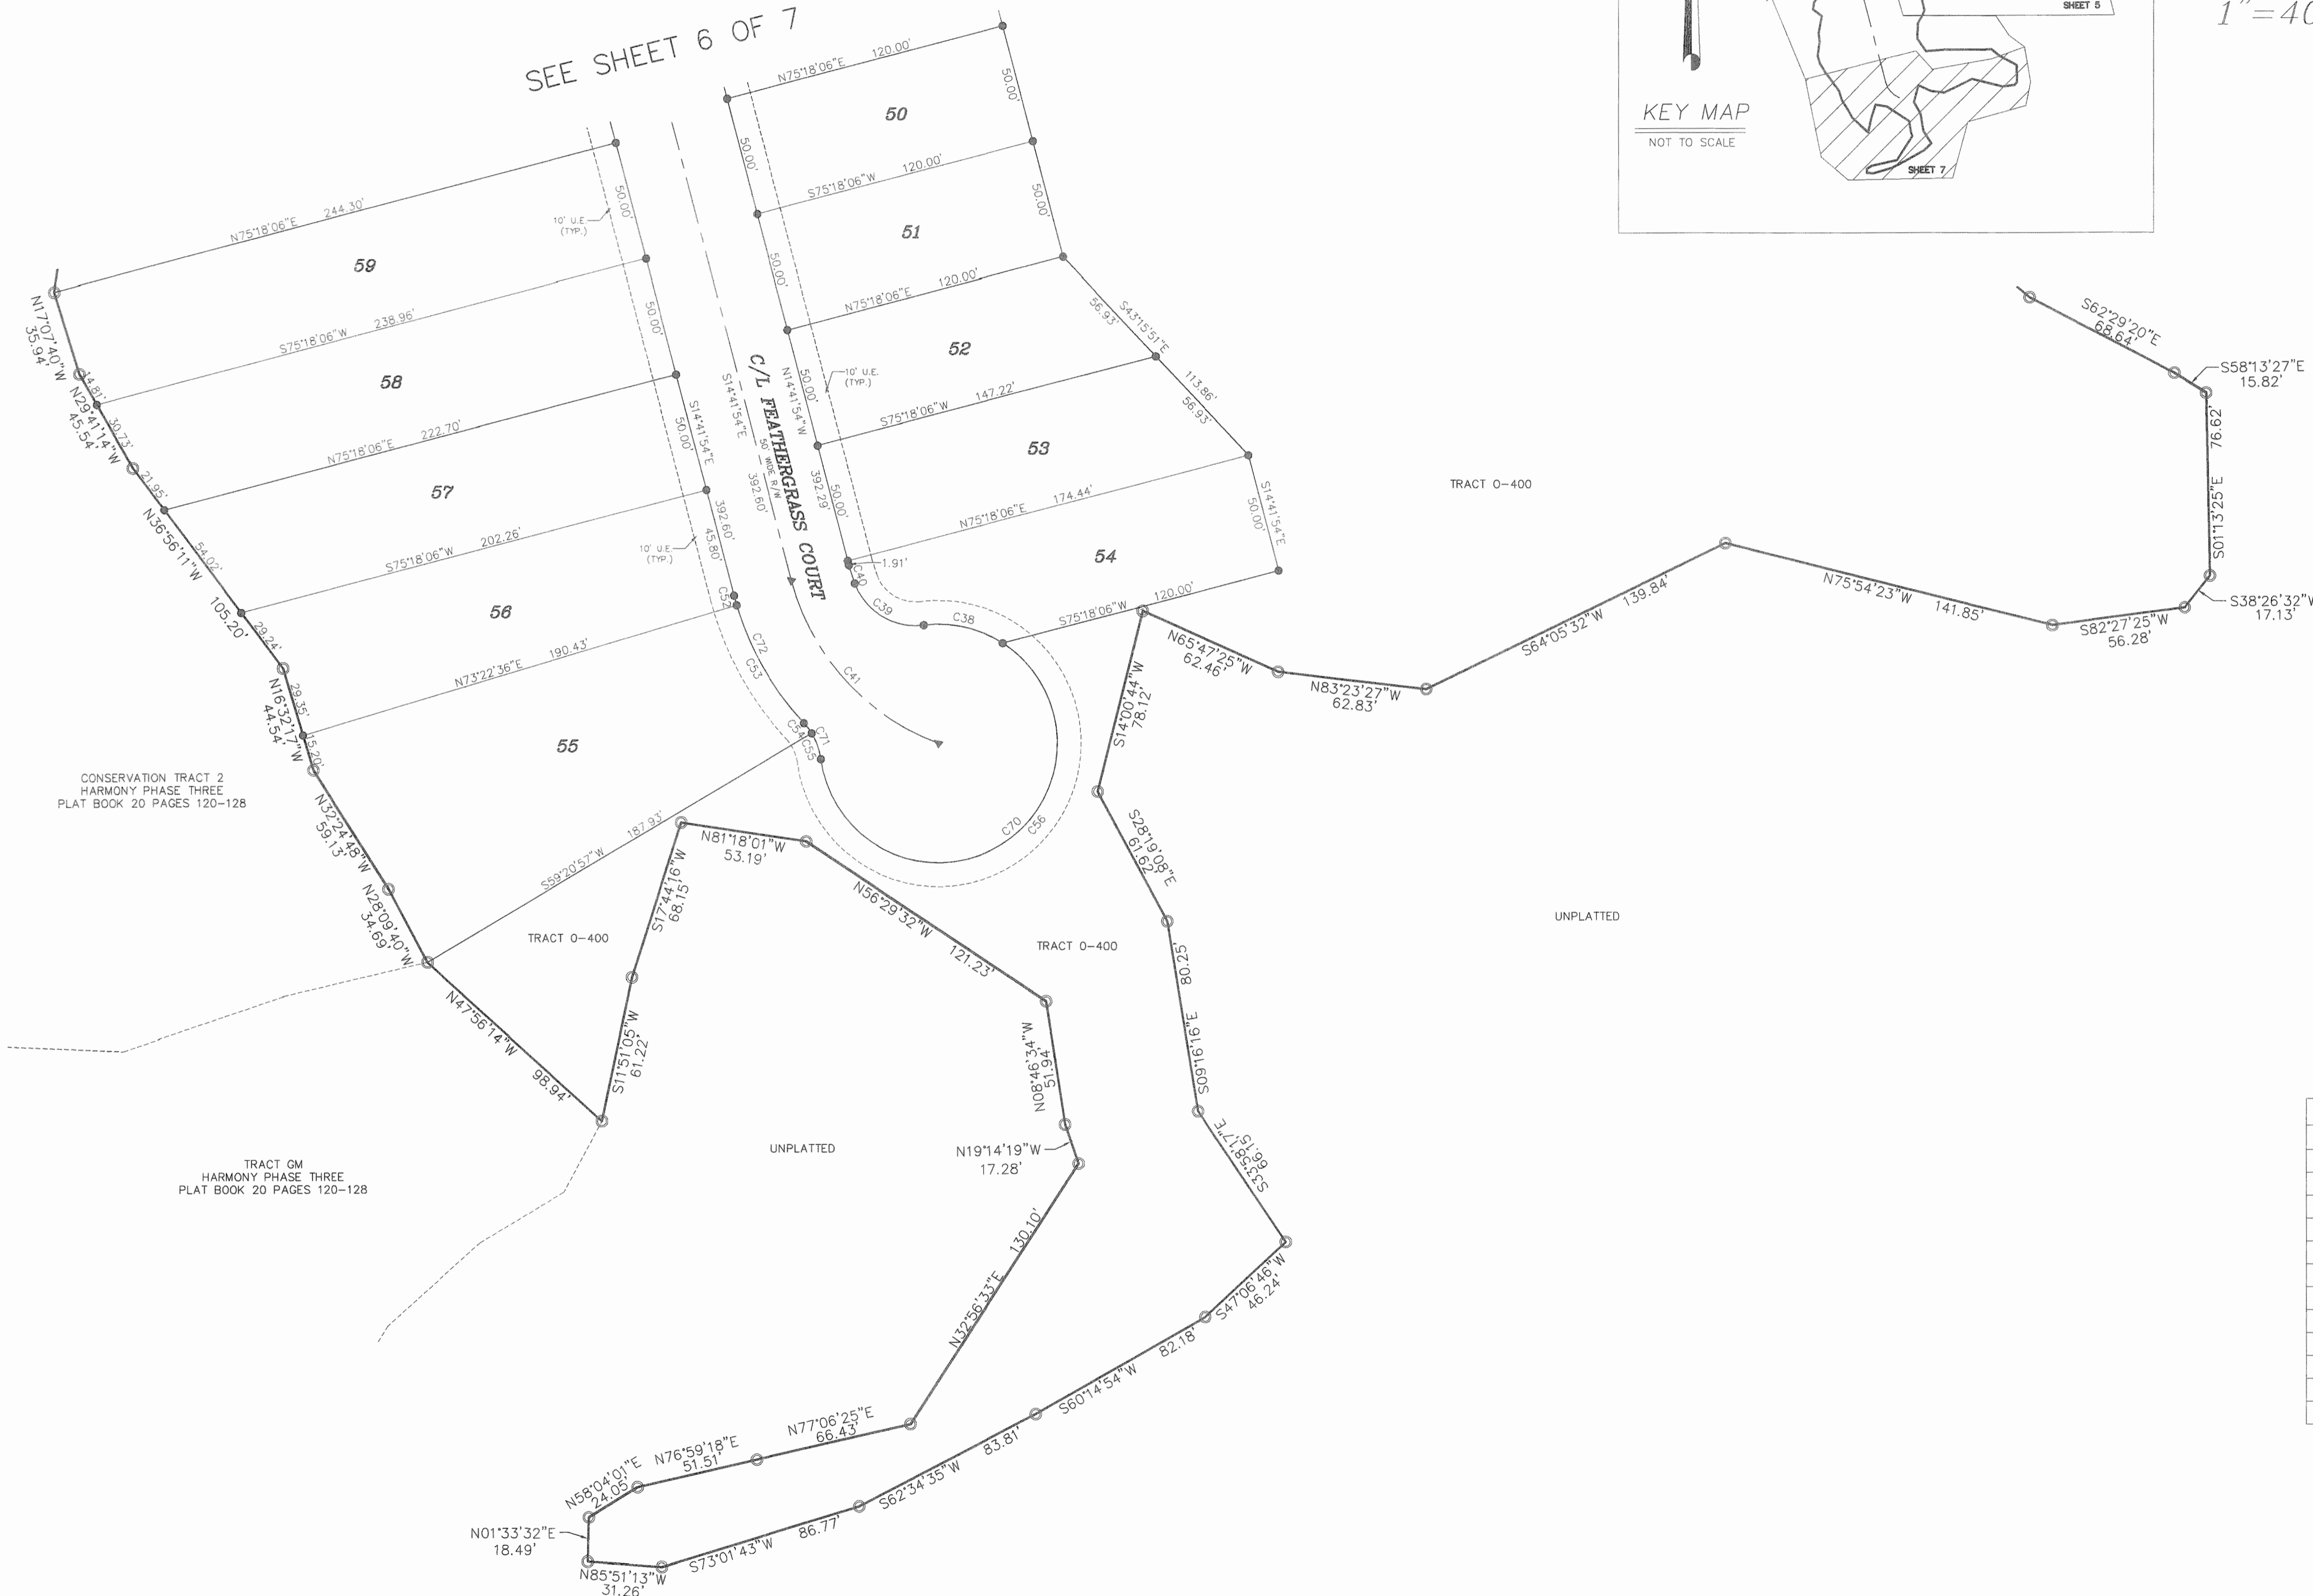 SEE SHEET 6 OF 7
SHEET 5
KEY MAP
NOT TO SCALE
SHEET 7
N75°18'06"E 120.00'
50.00'
50
50.00'
S75°18'06"W 120.00'
50.00'
51
50.00'
N75°18'06"E 120.00'
S43°15'51"E
56.93'
52
N14°41'54"W
50.00'
10' U.E.
(TYP.)
S75°18'06"W 147.22'
113.86'
56.93'
53
392.29'
50.00'
N75°18'06"E 174.44'
S14°41'54"E
50.00'
1.91'
54
S75°18'06"W 120.00'
C40
C39
C38
C/L FEATHERGRASS COURT
50' WIDE R/W
S14°41'54"E
392.60'
C41
N75°18'06"E 244.30'
50.00'
10' U.E.
(TYP.)
59
N17°07'40"W
35.94'
S75°18'06"W 238.96'
50.00'
14.81'
N29°41'14"W
45.54'
30.73'
58
N75°18'06"E 222.70'
S14°41'54"E
50.00'
21.95'
N36°56'11"W
105.20'
54.02'
57
S75°18'06"W 202.26'
392.60'
45.80'
10' U.E.
(TYP.)
29.24'
56
C52
N73°22'36"E 190.43'
C72
C53
29.35'
N16°32'17"W
44.54'
15.20'
55
C54
C71
C55
C70
C56
N32°24'48"W
59.13'
S59°20'57"W 187.93'
N28°09'40"W
34.69'
CONSERVATION TRACT 2
HARMONY PHASE THREE
PLAT BOOK 20 PAGES 120-128
TRACT O-400
N47°56'14"W
98.94'
S11°51'05"W
61.22'
S17°44'16"W
68.15'
N81°18'01"W
53.19'
N56°29'32"W 121.23'
TRACT O-400
N08°46'34"W
51.94'
N19°14'19"W
17.28'
UNPLATTED
TRACT GM
HARMONY PHASE THREE
PLAT BOOK 20 PAGES 120-128
N32°56'33"E 130.10'
N77°06'25"E
66.43'
N76°59'18"E
51.51'
N58°04'01"E
24.05'
N01°33'32"E
18.49'
N85°51'13"W
31.26'
S73°01'43"W 86.77'
S62°34'35"W 83.81'
S60°14'54"W 82.18'
S47°06'46"W
46.24'
S33°58'17"E
66.15'
S09°16'16"E 80.25'
S28°19'08"E
61.62'
S14°00'44"W
78.12'
N65°47'25"W
62.46'
N83°23'27"W
62.83'
S64°05'32"W 139.84'
N75°54'23"W 141.85'
S82°27'25"W
56.28'
S38°26'32"W
17.13'
S01°13'25"E 76.62'
S58°13'27"E
15.82'
S62°29'20"E
68.64'
TRACT O-400
UNPLATTED